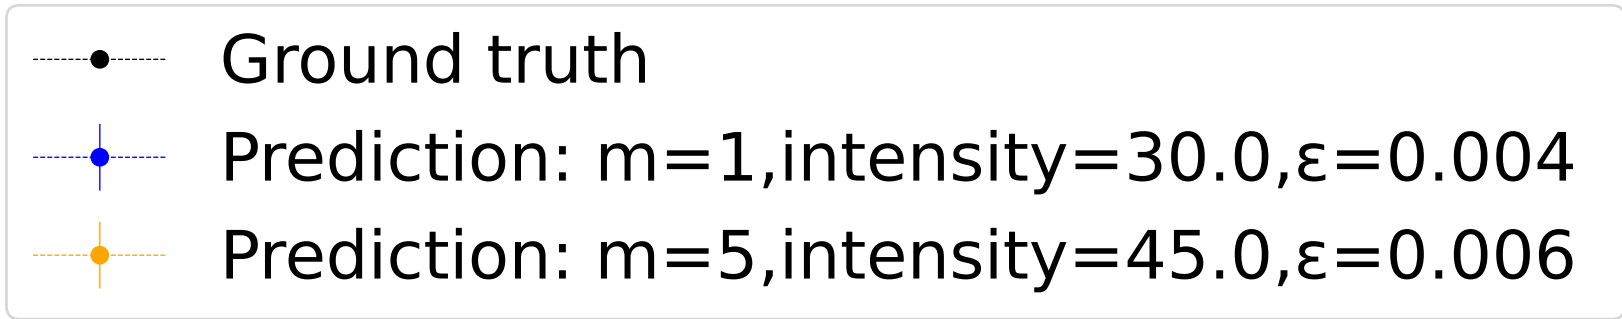 Ground truth
Prediction: m=1,intensity=30.0,ε=0.004
Prediction: m=5,intensity=45.0,ε=0.006